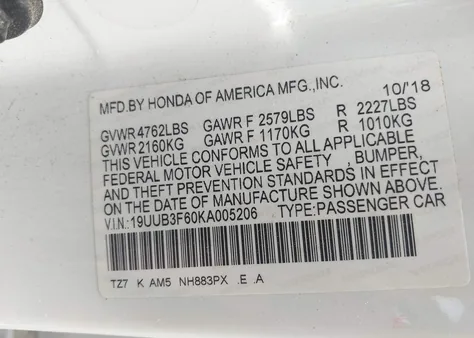 MFD.BY HONDA OF AMERICA MFG.,INC. 10/'18
GVWR 4762LBS GAWR F 2579LBS R 2227LBS
GVWR 2160KG GAWR F 1170KG R 1010KG
THIS VEHICLE CONFORMS TO ALL APPLICABLE
FEDERAL MOTOR VEHICLE SAFETY , BUMPER,
AND THEFT PREVENTION STANDARDS IN EFFECT
ON THE DATE OF MANUFACTURE SHOWN ABOVE.
V.I.N.:19UUB3F60KA005206 TYPE:PASSENGER CAR
TZ7 K AM5 NH883PX .E .A